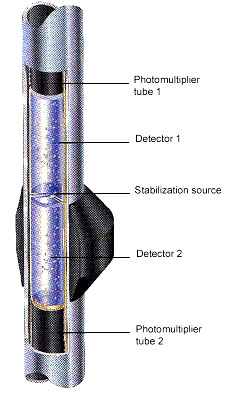 Photomultiplier
tube 1
Detector 1
Stabilization source
Detector 2
Photomultiplier
tube 2